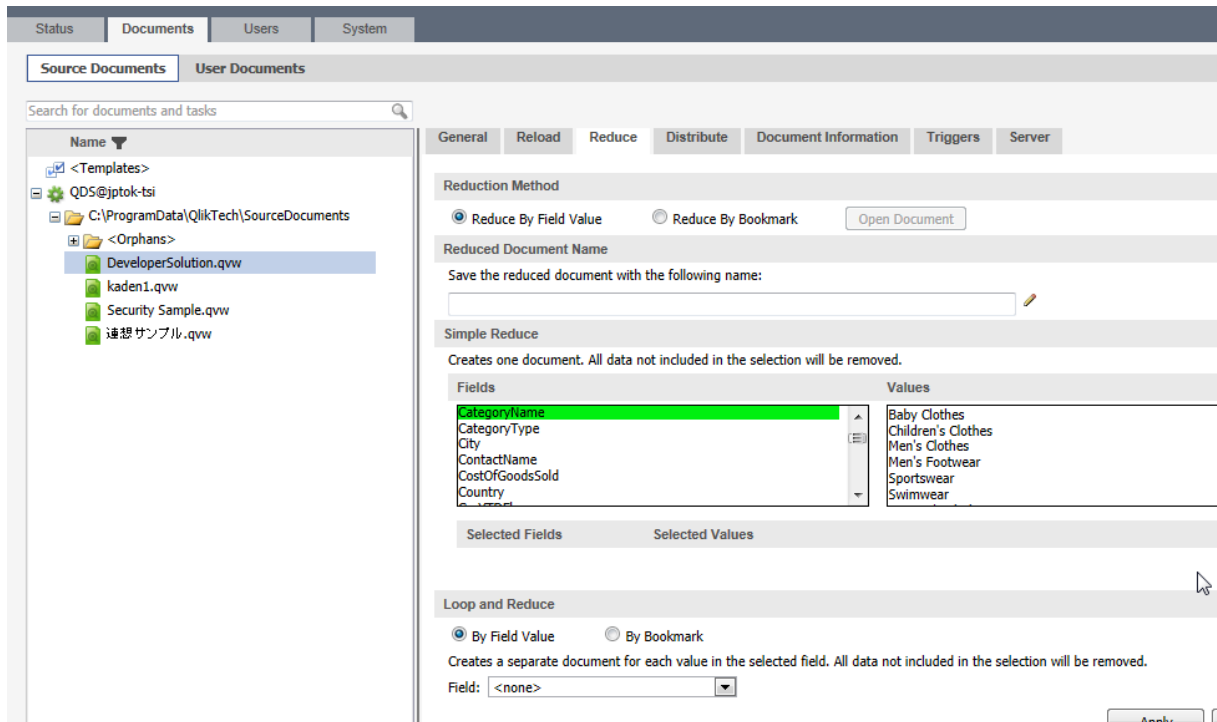 Status Documents Users System
Source Documents User Documents
Search for documents and tasks
Name
<Templates>
QDS@jptok-tsi
C:\ProgramData\QlikTech\SourceDocuments
<Orphans>
DeveloperSolution.qvw
kaden1.qvw
Security Sample.qvw
連想サンプル.qvw
General Reload Reduce Distribute Document Information Triggers Server
Reduction Method
Reduce By Field Value Reduce By Bookmark Open Document
Reduced Document Name
Save the reduced document with the following name:
Simple Reduce
Creates one document. All data not included in the selection will be removed.
Fields Values
CategoryName
CategoryType
City
ContactName
CostOfGoodsSold
Country
Baby Clothes
Children's Clothes
Men's Clothes
Men's Footwear
Sportswear
Swimwear
Selected Fields Selected Values
Loop and Reduce
By Field Value By Bookmark
Creates a separate document for each value in the selected field. All data not included in the selection will be removed.
Field: <none>
Apply